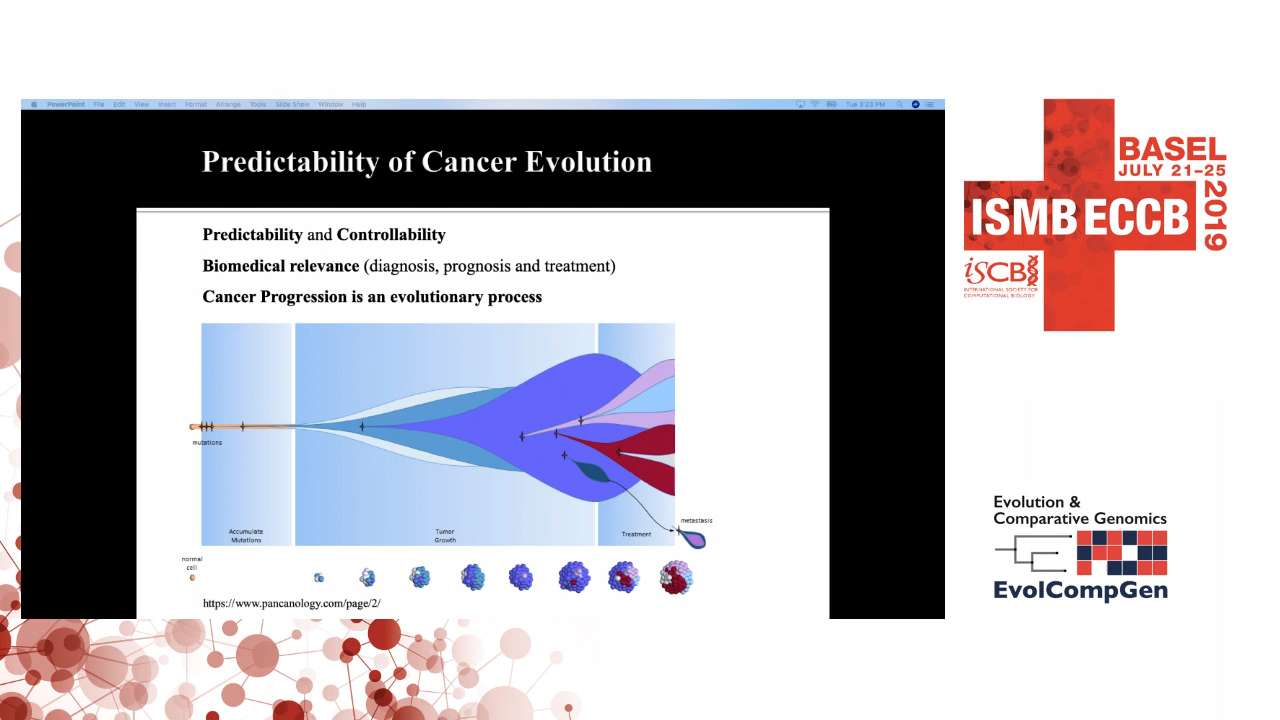 PowerPoint File Edit View Insert Format Arrange Tools Slide Show Window Help Tue 3:23 PM
Predictability of Cancer Evolution
Predictability and Controllability
Biomedical relevance (diagnosis, prognosis and treatment)
Cancer Progression is an evolutionary process
mutations
Accumulate
Mutations
Tumor
Growth
Treatment
metastasis
normal
cell
https://www.pancanology.com/page/2/
BASEL
JULY 21–25
2019
ISMB ECCB
iSCB
INTERNATIONAL SOCIETY FOR
COMPUTATIONAL BIOLOGY
Evolution &
Comparative Genomics
EvolCompGen